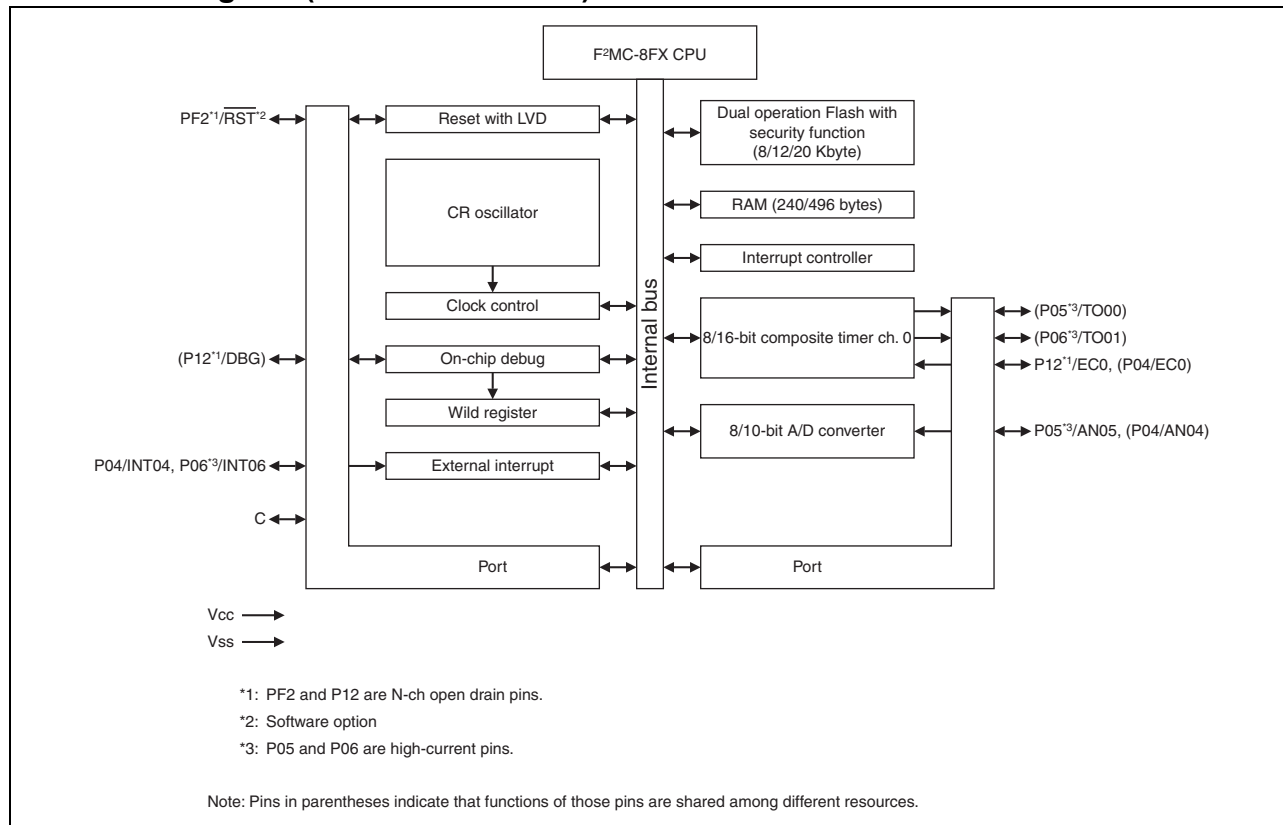 F²MC-8FX CPU
PF2*1/RST*2
Reset with LVD
Dual operation Flash with
security function
(8/12/20 Kbyte)
CR oscillator
RAM (240/496 bytes)
Interrupt controller
Clock control
Internal bus
8/16-bit composite timer ch. 0
(P05*3/TO00)
(P06*3/TO01)
P12*1/EC0, (P04/EC0)
(P12*1/DBG)
On-chip debug
Wild register
8/10-bit A/D converter
P05*3/AN05, (P04/AN04)
P04/INT04, P06*3/INT06
External interrupt
C
Port
Port
Vcc
Vss
*1: PF2 and P12 are N-ch open drain pins.
*2: Software option
*3: P05 and P06 are high-current pins.
Note: Pins in parentheses indicate that functions of those pins are shared among different resources.